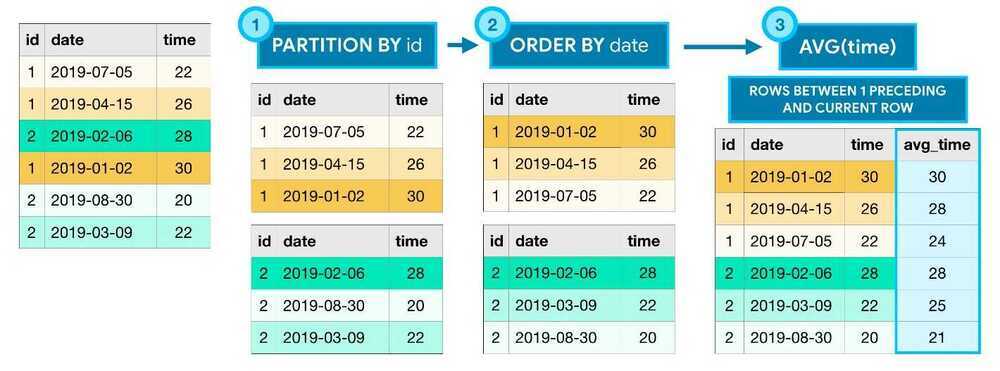 1
PARTITION BY id
2
ORDER BY date
3
AVG(time)
ROWS BETWEEN 1 PRECEDING
AND CURRENT ROW
id date time
1 2019-07-05 22
1 2019-04-15 26
2 2019-02-06 28
1 2019-01-02 30
2 2019-08-30 20
2 2019-03-09 22
id date time
1 2019-07-05 22
1 2019-04-15 26
1 2019-01-02 30
id date time
2 2019-02-06 28
2 2019-08-30 20
2 2019-03-09 22
id date time
1 2019-01-02 30
1 2019-04-15 26
1 2019-07-05 22
id date time
2 2019-02-06 28
2 2019-03-09 22
2 2019-08-30 20
id date time avg_time
1 2019-01-02 30 30
1 2019-04-15 26 28
1 2019-07-05 22 24
2 2019-02-06 28 28
2 2019-03-09 22 25
2 2019-08-30 20 21